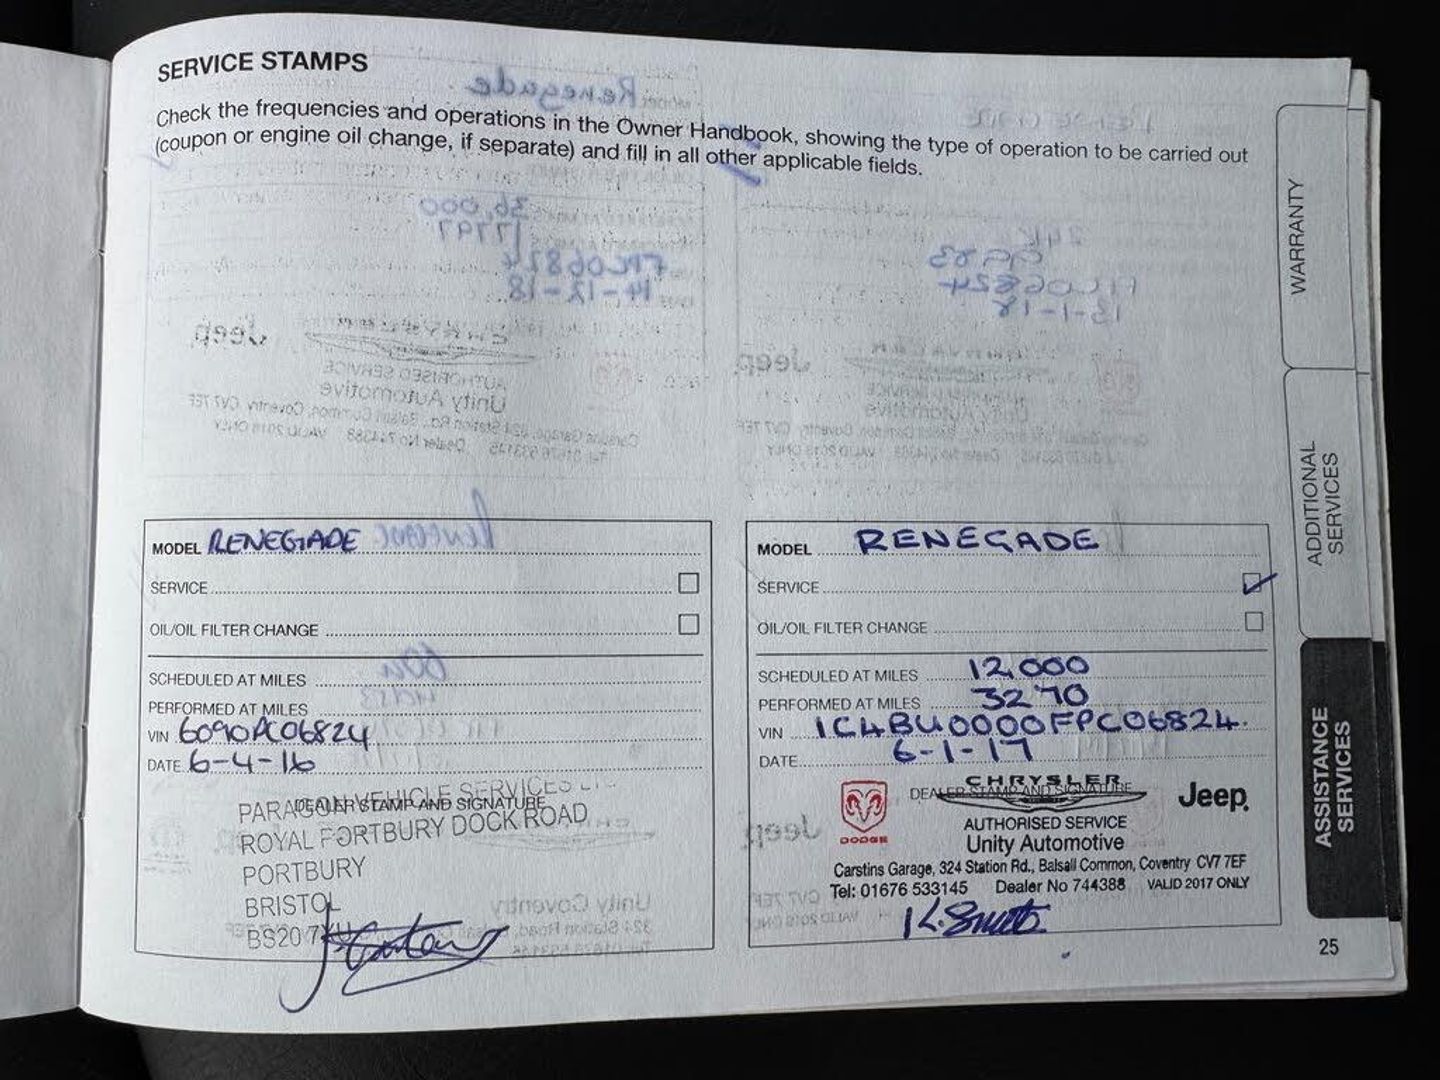 SERVICE STAMPS
Check the frequencies and operations in the Owner Handbook, showing the type of operation to be carried out
(coupon or engine oil change, if separate) and fill in all other applicable fields.
MODEL RENEGADE
SERVICE
OIL/OIL FILTER CHANGE
SCHEDULED AT MILES
PERFORMED AT MILES
VIN
DATE 6-4-16
DEALER STAMP AND SIGNATURE
PARAGON VEHICLE SERVICES
ROYAL PORTBURY DOCK ROAD
PORTBURY
BRISTOL
BS20
MODEL RENEGADE
SERVICE
OIL/OIL FILTER CHANGE
SCHEDULED AT MILES 12,000
PERFORMED AT MILES 3270
VIN 1C4BU0000FPC06824.
DATE 6-1-17
DEALER STAMP AND SIGNATURE
DODGE
CHRYSLER
Jeep
AUTHORISED SERVICE
Unity Automotive
Carstins Garage, 324 Station Rd., Balsall Common, Coventry CV7 7EF
Tel: 01676 533145 Dealer No 744388 VALID 2017 ONLY
K. Smith
WARRANTY
ADDITIONAL
SERVICES
ASSISTANCE
SERVICES
25